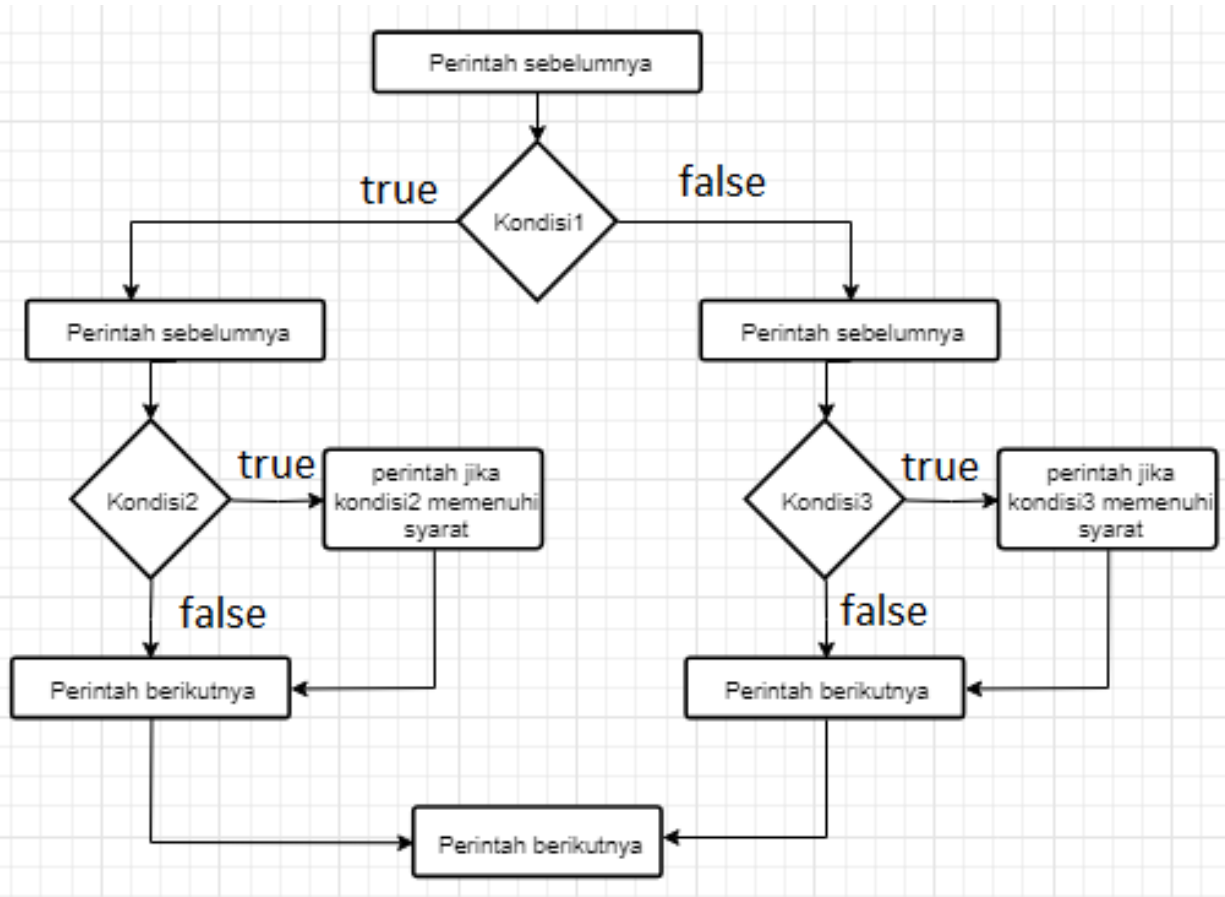 Perintah sebelumnya
true
false
Kondisi1
Perintah sebelumnya
Perintah sebelumnya
Kondisi2
true
perintah jika
kondisi2 memenuhi
syarat
Kondisi3
true
perintah jika
kondisi3 memenuhi
syarat
false
false
Perintah berikutnya
Perintah berikutnya
Perintah berikutnya